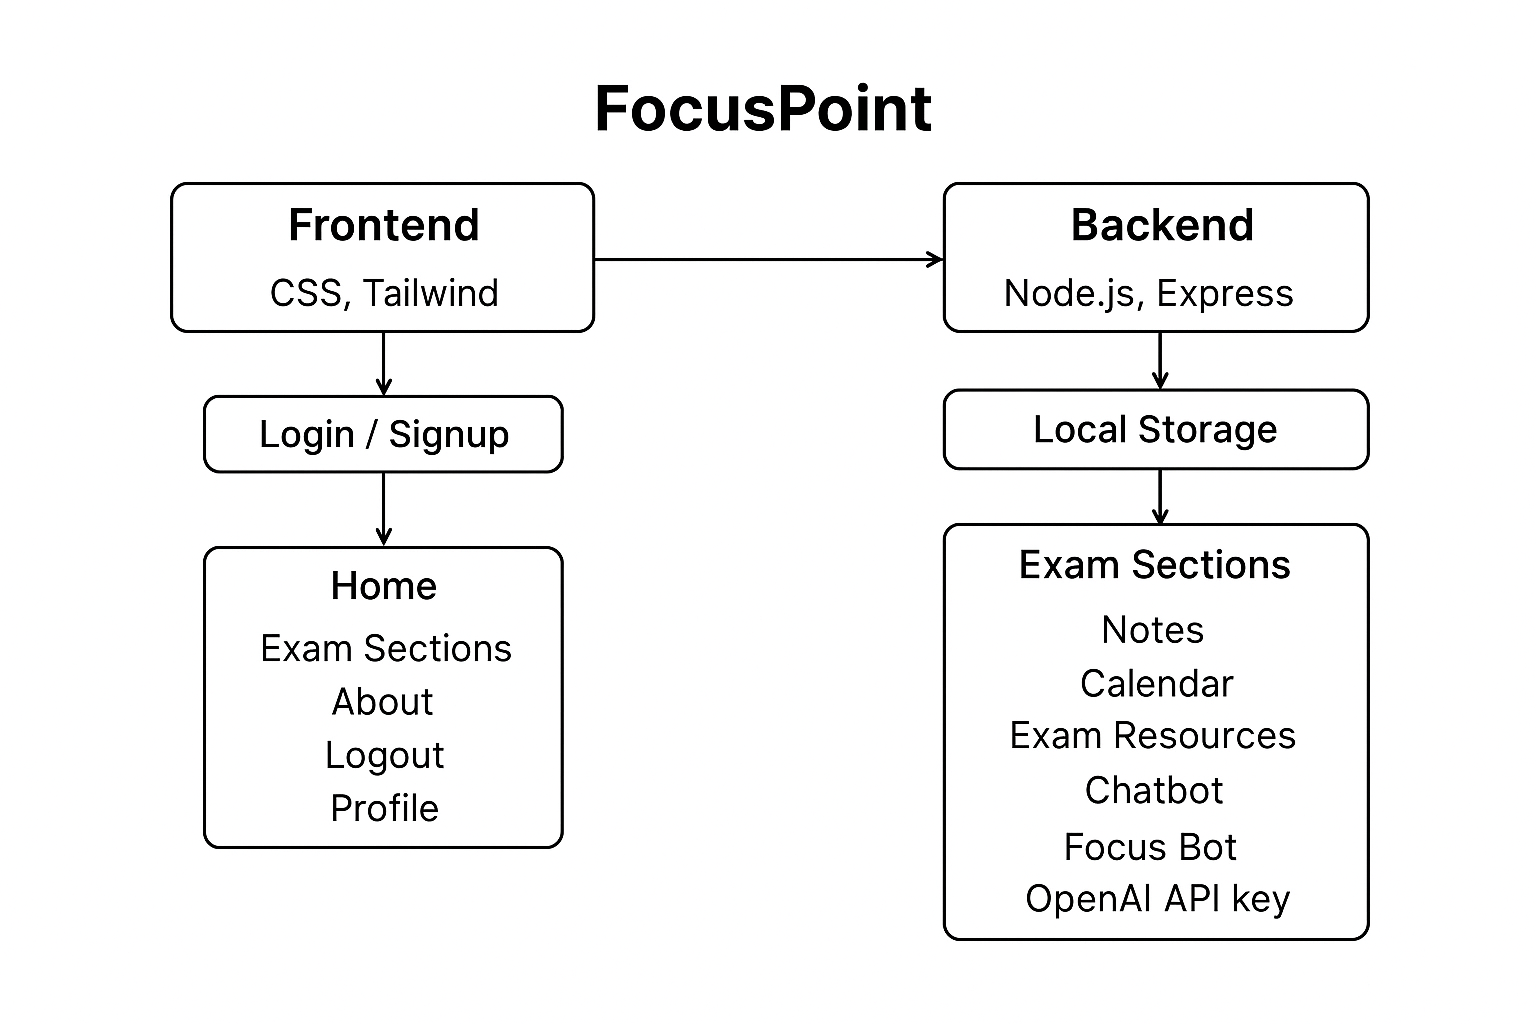 FocusPoint
Frontend
CSS, Tailwind
Login / Signup
Home
Exam Sections
About
Logout
Profile
Backend
Node.js, Express
Local Storage
Exam Sections
Notes
Calendar
Exam Resources
Chatbot
Focus Bot
OpenAI API key